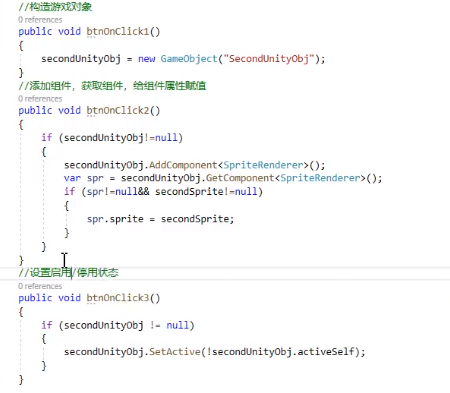 //构造游戏对象
0 references
public void btnOnClick1()
{
secondUnityObj = new GameObject("SecondUnityObj");
}
//添加组件，获取组件，给组件属性赋值
0 references
public void btnOnClick2()
{
if (secondUnityObj!=null)
{
secondUnityObj.AddComponent<SpriteRenderer>();
var spr = secondUnityObj.GetComponent<SpriteRenderer>();
if (spr!=null&& secondSprite!=null)
{
spr.sprite = secondSprite;
}
}
}
//设置启用/停用状态
0 references
public void btnOnClick3()
{
if (secondUnityObj != null)
{
secondUnityObj.SetActive(!secondUnityObj.activeSelf);
}
}